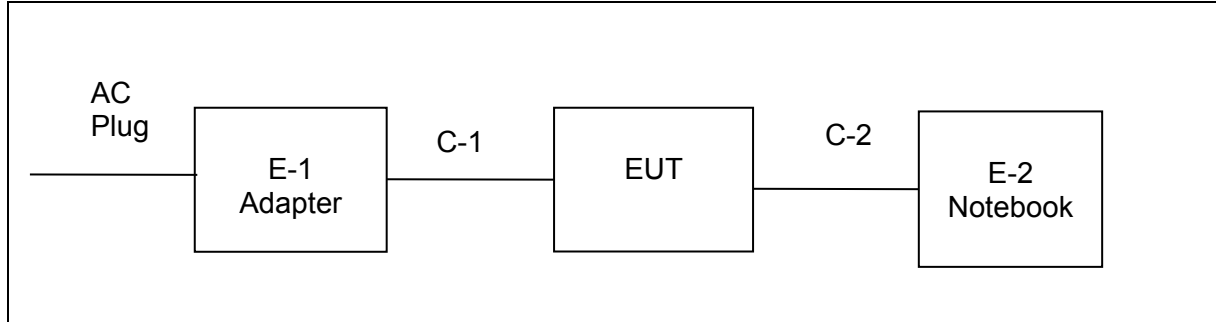 AC
Plug
E-1
Adapter
C-1
EUT
C-2
E-2
Notebook